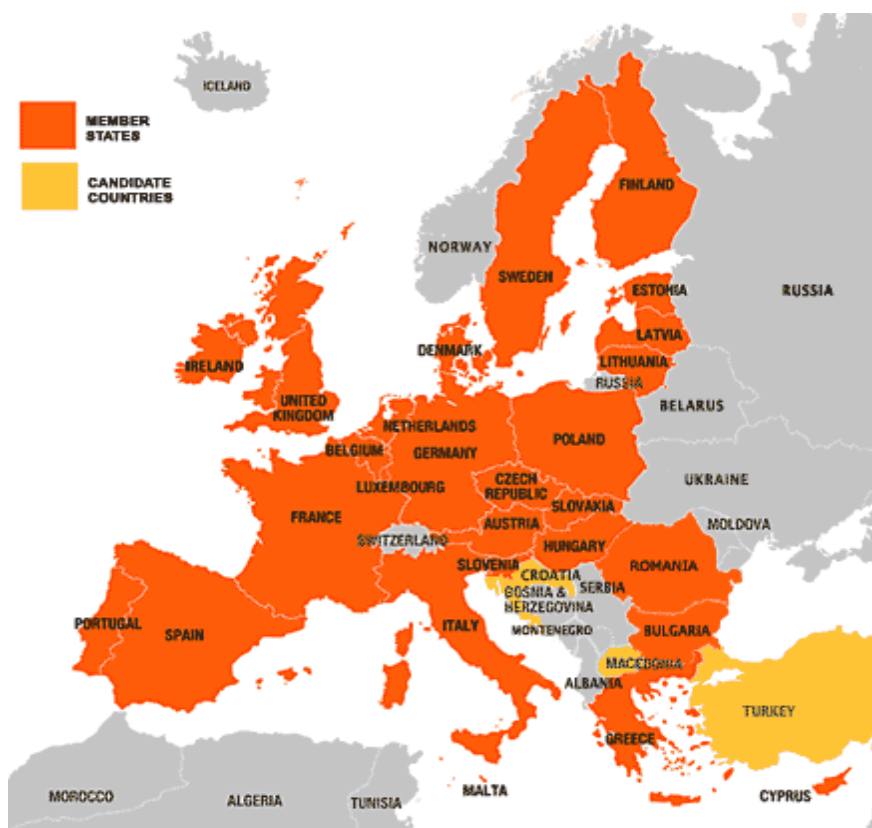 ICELAND
MEMBER
STATES
CANDIDATE
COUNTRIES
FINLAND
NORWAY
SWEDEN
RUSSIA
ESTONIA
LATVIA
DENMARK
LITHUANIA
IRELAND
RUSSIA
UNITED
KINGDOM
BELARUS
NETHERLANDS
POLAND
BELGIUM
GERMANY
CZECH
REPUBLIC
UKRAINE
LUXEMBOURG
SLOVAKIA
FRANCE
AUSTRIA
MOLDOVA
SWITZERLAND
HUNGARY
SLOVENIA
ROMANIA
CROATIA
SERBIA
BOSNIA &
HERZEGOVINA
PORTUGAL
ITALY
SPAIN
MONTENEGRO
BULGARIA
MACEDONIA
ALBANIA
TURKEY
GREECE
MALTA
CYPRUS
MOROCCO
ALGERIA
TUNISIA